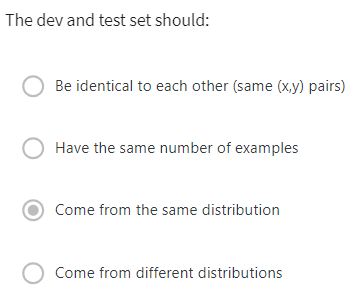 The dev and test set should:
Be identical to each other (same (x,y) pairs)
Have the same number of examples
Come from the same distribution
Come from different distributions